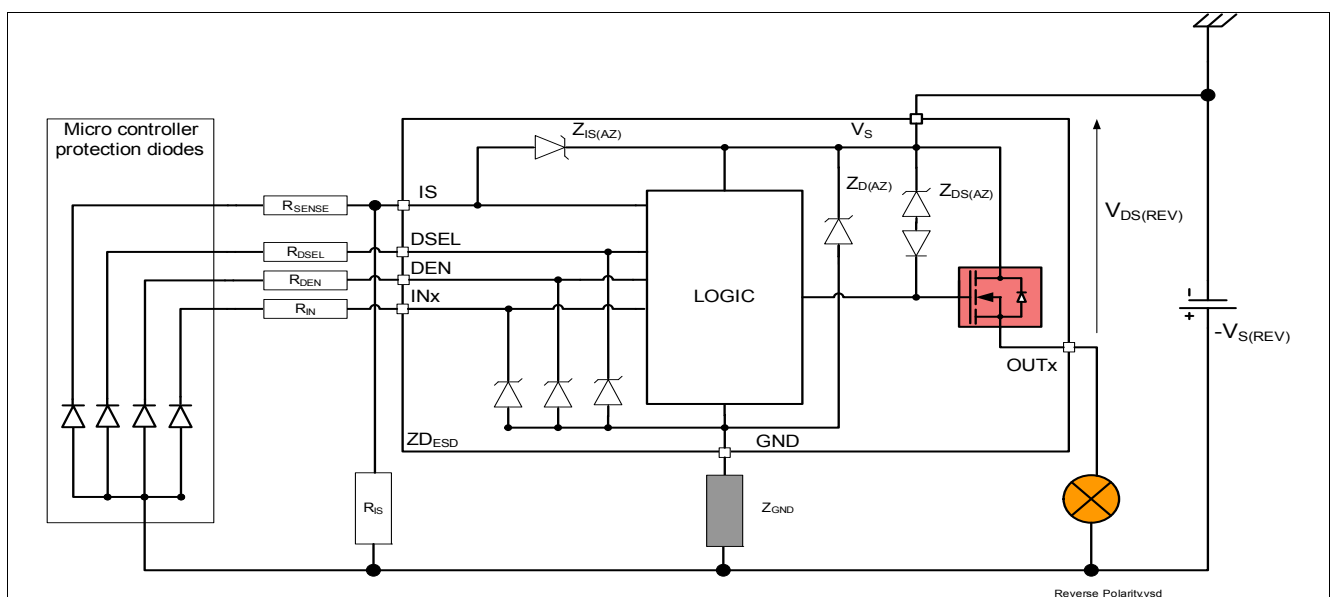 Micro controller
protection diodes
ZIS(AZ)
VS
IS
RSENSE
ZD(AZ)
ZDS(AZ)
VDS(REV)
DSEL
RDSEL
DEN
RDEN
LOGIC
INx
RIN
-
+
-VS(REV)
OUTx
ZDESD
GND
RIS
ZGND
Reverse Polarity.vsd